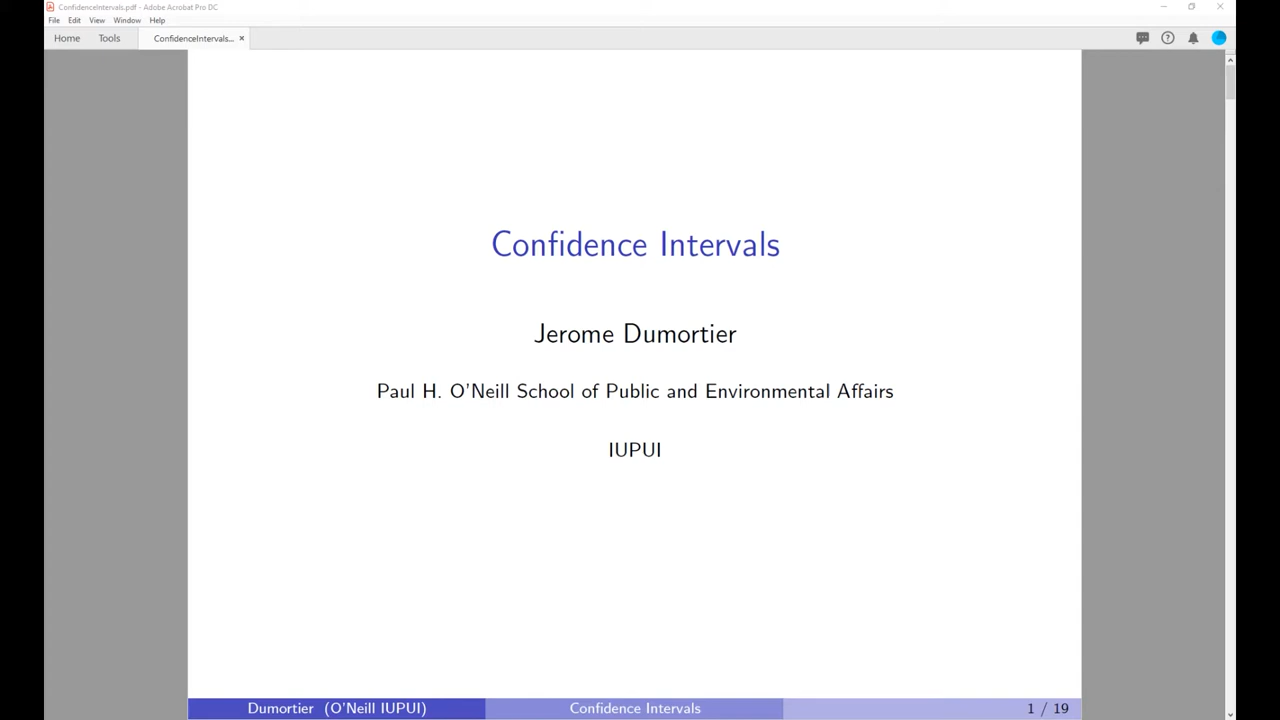 ConfidenceIntervals.pdf - Adobe Acrobat Pro DC
File Edit View Window Help
Home Tools ConfidenceIntervals... ×
Confidence Intervals
Jerome Dumortier
Paul H. O'Neill School of Public and Environmental Affairs
IUPUI
Dumortier (O'Neill IUPUI) Confidence Intervals 1 / 19